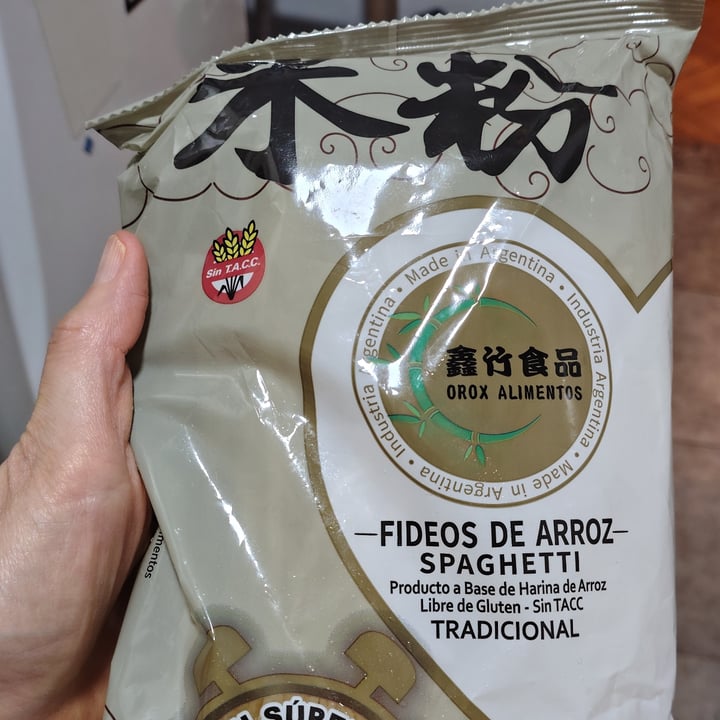 米粉
Sin T.A.C.C.
Made in Argentina • Industria Argentina • Made in Argentina • Industria Argentina •
鑫竹食品
OROX ALIMENTOS
—FIDEOS DE ARROZ—
SPAGHETTI
Producto a Base de Harina de Arroz
Libre de Gluten - Sin TACC
TRADICIONAL